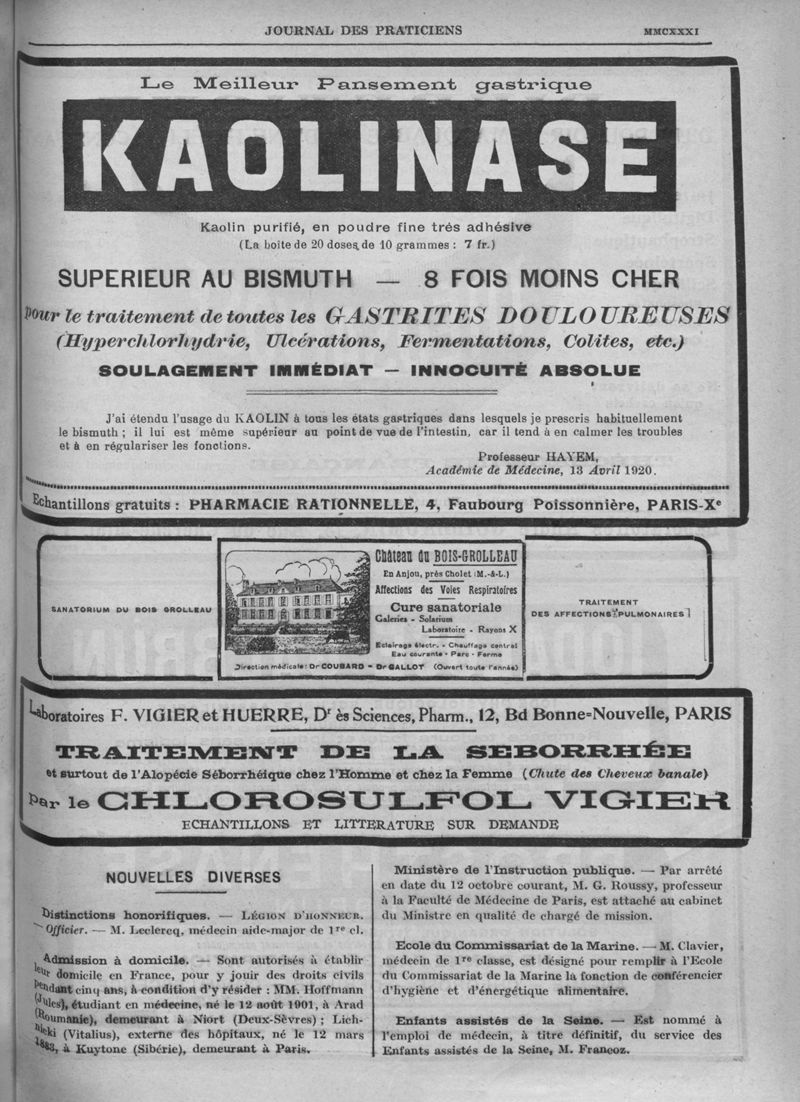 JOURNAL DES PRATICIENS MMCXXXI
Le Meilleur Pansement gastrique
KAOLINASE
Kaolin purifié, en poudre fine trés adhésive
(La boite de 20 doses de 10 grammes : 7 fr.)
SUPERIEUR AU BISMUTH — 8 FOIS MOINS CHER
pour le traitement de toutes les GASTRITES DOULOUREUSES
(Hyperchlorhydrie, Ulcérations, Fermentations, Colites, etc.)
SOULAGEMENT IMMÉDIAT — INNOCUITÉ ABSOLUE
J'ai étendu l'usage du KAOLIN à tous les états gastriques dans lesquels je prescris habituellement
le bismuth ; il lui est même supérieur au point de vue de l'intestin, car il tend à en calmer les troubles
et à en régulariser les fonctions.
Professeur HAYEM,
Académie de Médecine, 13 Avril 1920.
Echantillons gratuits : PHARMACIE RATIONNELLE, 4, Faubourg Poissonnière, PARIS-Xe
SANATORIUM DU BOIS GROLLEAU
Château du BOIS-GROLLEAU
En Anjou, près Cholet (M.-&-L.)
Affections des Voies Respiratoires
Cure sanatoriale
Galeries - Solarium
Laboratoire - Rayons X
Eclairage électr. - Chauffage central
Eau courante - Parc - Ferme
Direction médicale: Dr COUBARD - Dr GALLOT (Ouvert toute l'année)
TRAITEMENT
DES AFFECTIONS PULMONAIRES
Laboratoires F. VIGIER et HUERRE, Dr ès Sciences, Pharm., 12, Bd Bonne-Nouvelle, PARIS
TRAITEMENT DE LA SEBORRHÉE
et surtout de l'Alopécie Séborrhéique chez l'Homme et chez la Femme (Chute des Cheveux banale)
Par le CHLOROSULFOL VIGIER
ECHANTILLONS ET LITTERATURE SUR DEMANDE
NOUVELLES DIVERSES
Distinctions honorifiques. — LÉGION D'HONNEUR.
Officier. — M. Leclercq, médecin aide-major de 1re cl.
Admission à domicile. — Sont autorisés à établir
leur domicile en France, pour y jouir des droits civils
pendant cinq ans, à condition d'y résider : MM. Hoffmann
(Jules), étudiant en médecine, né le 12 août 1901, à Arad
(Roumanie), demeurant à Niort (Deux-Sèvres) ; Lich-
nicki (Vitalius), externe des hôpitaux, né le 12 mars
1883, à Kuytone (Sibérie), demeurant à Paris.
Ministère de l'Instruction publique. — Par arrêté
en date du 12 octobre courant, M. G. Roussy, professeur
à la Faculté de Médecine de Paris, est attaché au cabinet
du Ministre en qualité de chargé de mission.
Ecole du Commissariat de la Marine. — M. Clavier,
médecin de 1re classe, est désigné pour remplir à l'Ecole
du Commissariat de la Marine la fonction de conférencier
d'hygiène et d'énergétique alimentaire.
Enfants assistés de la Seine. — Est nommé à
l'emploi de médecin, à titre définitif, du service des
Enfants assistés de la Seine, M. Françoz.